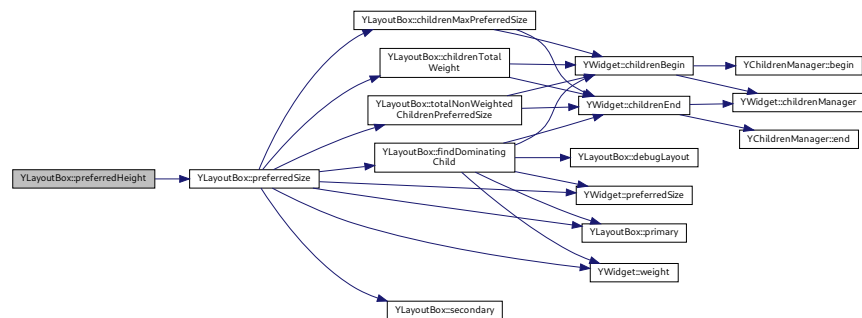 YLayoutBox::childrenMaxPreferredSize
YLayoutBox::childrenTotal
Weight
YWidget::childrenBegin
YChildrenManager::begin
YLayoutBox::totalNonWeighted
ChildrenPreferredSize
YWidget::childrenEnd
YWidget::childrenManager
YChildrenManager::end
YLayoutBox::findDominating
Child
YLayoutBox::debugLayout
YLayoutBox::preferredHeight
YLayoutBox::preferredSize
YWidget::preferredSize
YLayoutBox::primary
YWidget::weight
YLayoutBox::secondary